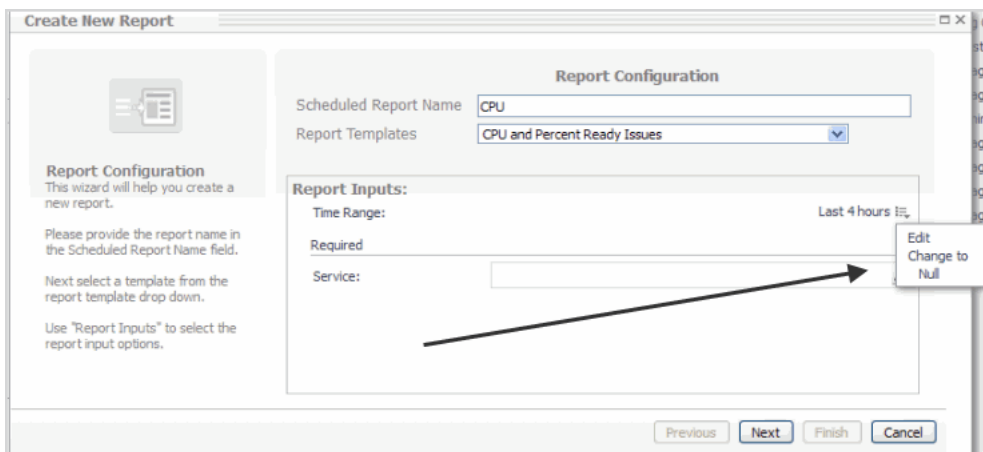 Create New Report
Report Configuration
Scheduled Report Name CPU
Report Templates CPU and Percent Ready Issues
Report Configuration
This wizard will help you create a
new report.
Please provide the report name in
the Scheduled Report Name field.
Next select a template from the
report template drop down.
Use "Report Inputs" to select the
report input options.
Report Inputs:
Time Range: Last 4 hours
Required
Service:
Edit
Change to
Null
Previous Next Finish Cancel